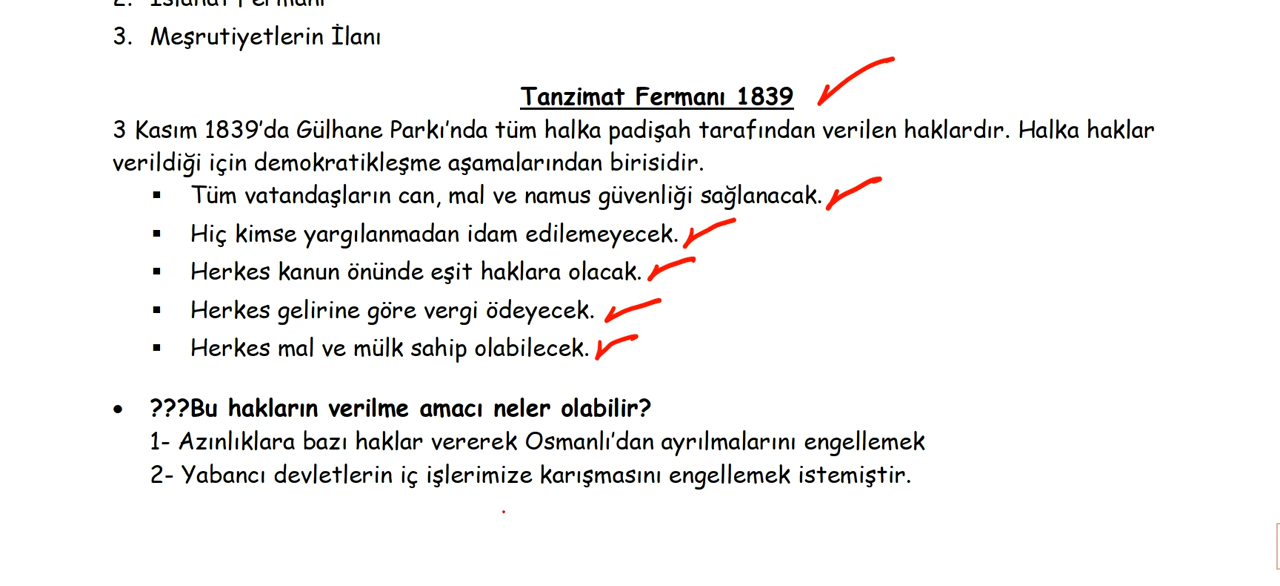 2. Islahat Fermanı
3. Meşrutiyetlerin İlanı
Tanzimat Fermanı 1839
3 Kasım 1839’da Gülhane Parkı’nda tüm halka padişah tarafından verilen haklardır. Halka haklar
verildiği için demokratikleşme aşamalarından birisidir.
▪ Tüm vatandaşların can, mal ve namus güvenliği sağlanacak.
▪ Hiç kimse yargılanmadan idam edilemeyecek.
▪ Herkes kanun önünde eşit haklara olacak.
▪ Herkes gelirine göre vergi ödeyecek.
▪ Herkes mal ve mülk sahip olabilecek.
• ???Bu hakların verilme amacı neler olabilir?
1- Azınlıklara bazı haklar vererek Osmanlı’dan ayrılmalarını engellemek
2- Yabancı devletlerin iç işlerimize karışmasını engellemek istemiştir.